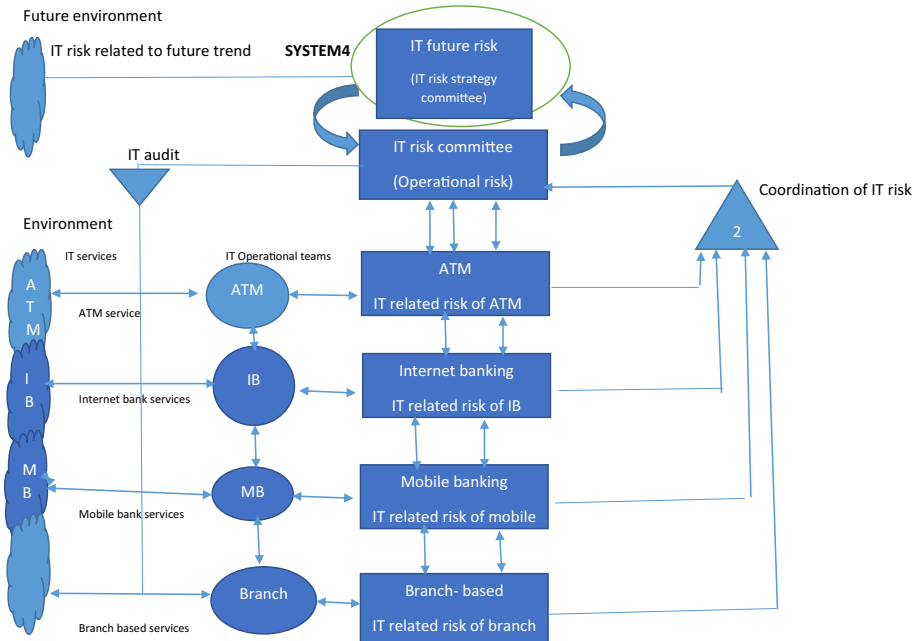 Future environment
IT risk related to future trend
SYSTEM4
IT future risk
(IT risk strategy
committee)
IT audit
IT risk committee
(Operational risk)
Coordination of IT risk
2
Environment
IT services
IT Operational teams
A
T
M
ATM
ATM service
ATM
IT related risk of ATM
I
B
IB
Internet bank services
Internet banking
IT related risk of IB
M
B
MB
Mobile bank services
Mobile banking
IT related risk of mobile
Branch
Branch based services
Branch- based
IT related risk of branch